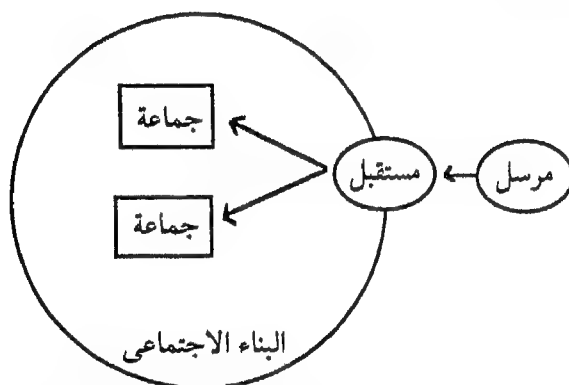 جماعة
مرسل
مستقبل
جماعة
البناء الاجتماعى